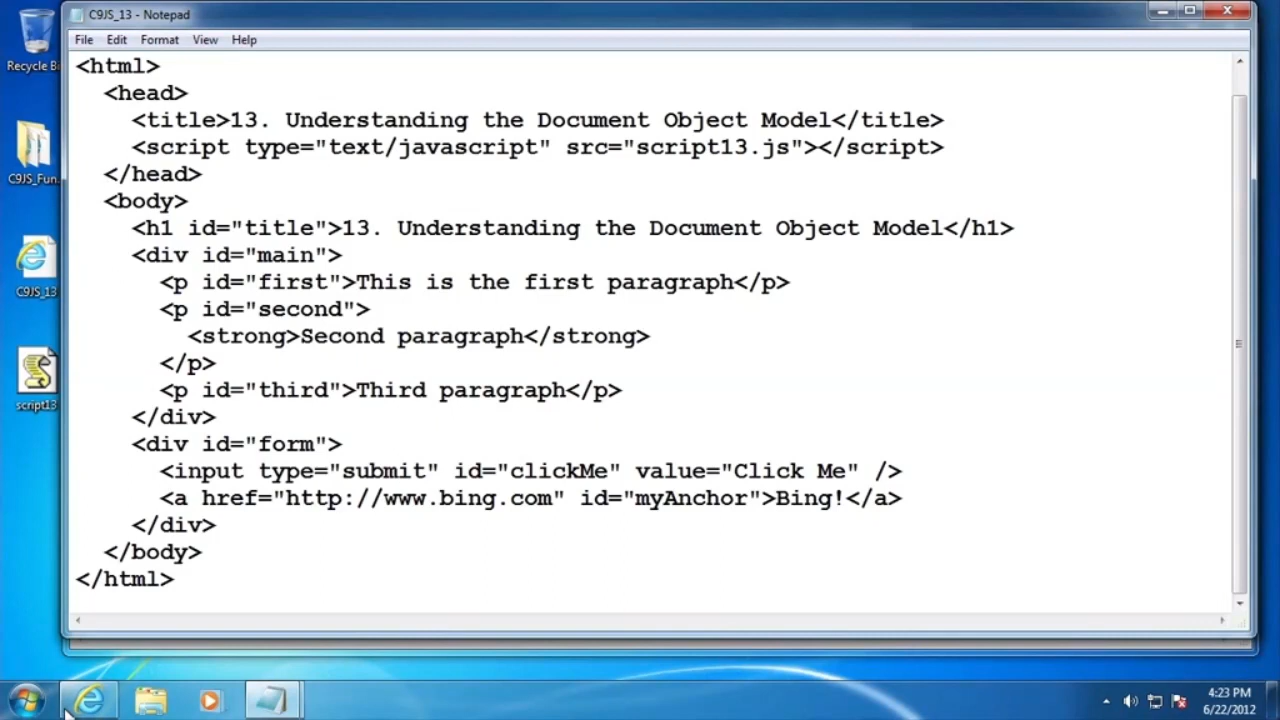 C9JS_13 - Notepad
File Edit Format View Help
Recycle Bi
C9JS_Fun.
C9JS_13
script13
<html>
<head>
<title>13. Understanding the Document Object Model</title>
<script type="text/javascript" src="script13.js"></script>
</head>
<body>
<h1 id="title">13. Understanding the Document Object Model</h1>
<div id="main">
<p id="first">This is the first paragraph</p>
<p id="second">
<strong>Second paragraph</strong>
</p>
<p id="third">Third paragraph</p>
</div>
<div id="form">
<input type="submit" id="clickMe" value="Click Me" />
<a href="http://www.bing.com" id="myAnchor">Bing!</a>
</div>
</body>
</html>
4:23 PM
6/22/2012